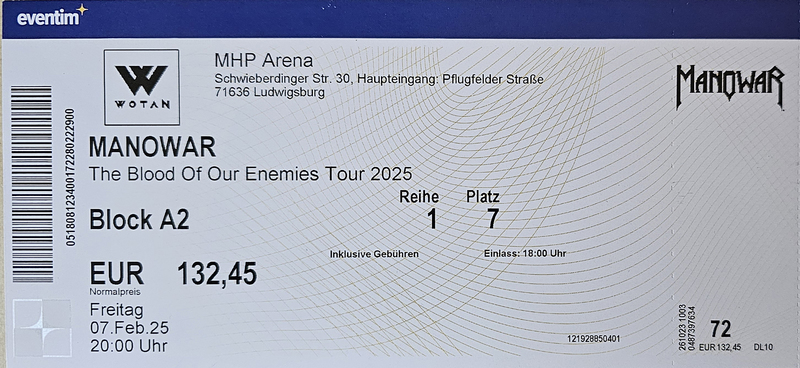 eventim
WOTAN
MHP Arena
Schwieberdinger Str. 30, Haupteingang: Pflugfelder Straße
71636 Ludwigsburg
MANOWAR
MANOWAR
The Blood Of Our Enemies Tour 2025
Reihe Platz
Block A2 1 7
Inklusive Gebühren Einlass: 18:00 Uhr
EUR 132,45
Normalpreis
Freitag
07.Feb.25
20:00 Uhr
051808123400172280222900
121928850401
261023 1003
0487397634
72
EUR 132,45 DL10